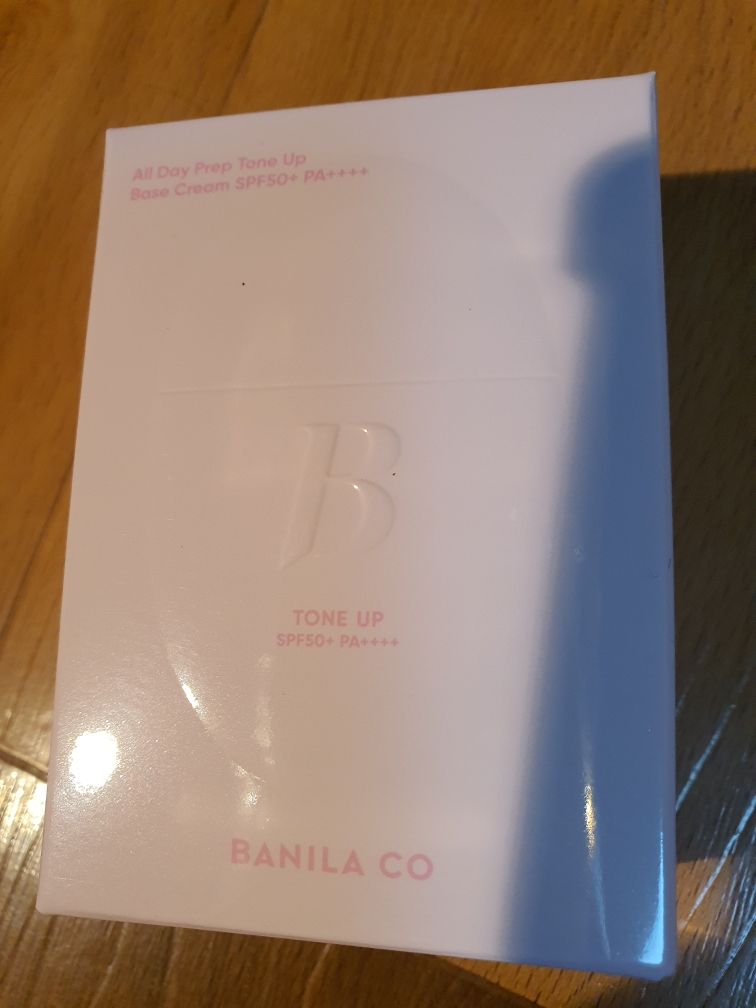 All Day Prep Tone Up
Base Cream SPF50+ PA++++
B
TONE UP
SPF50+ PA++++
BANILA CO